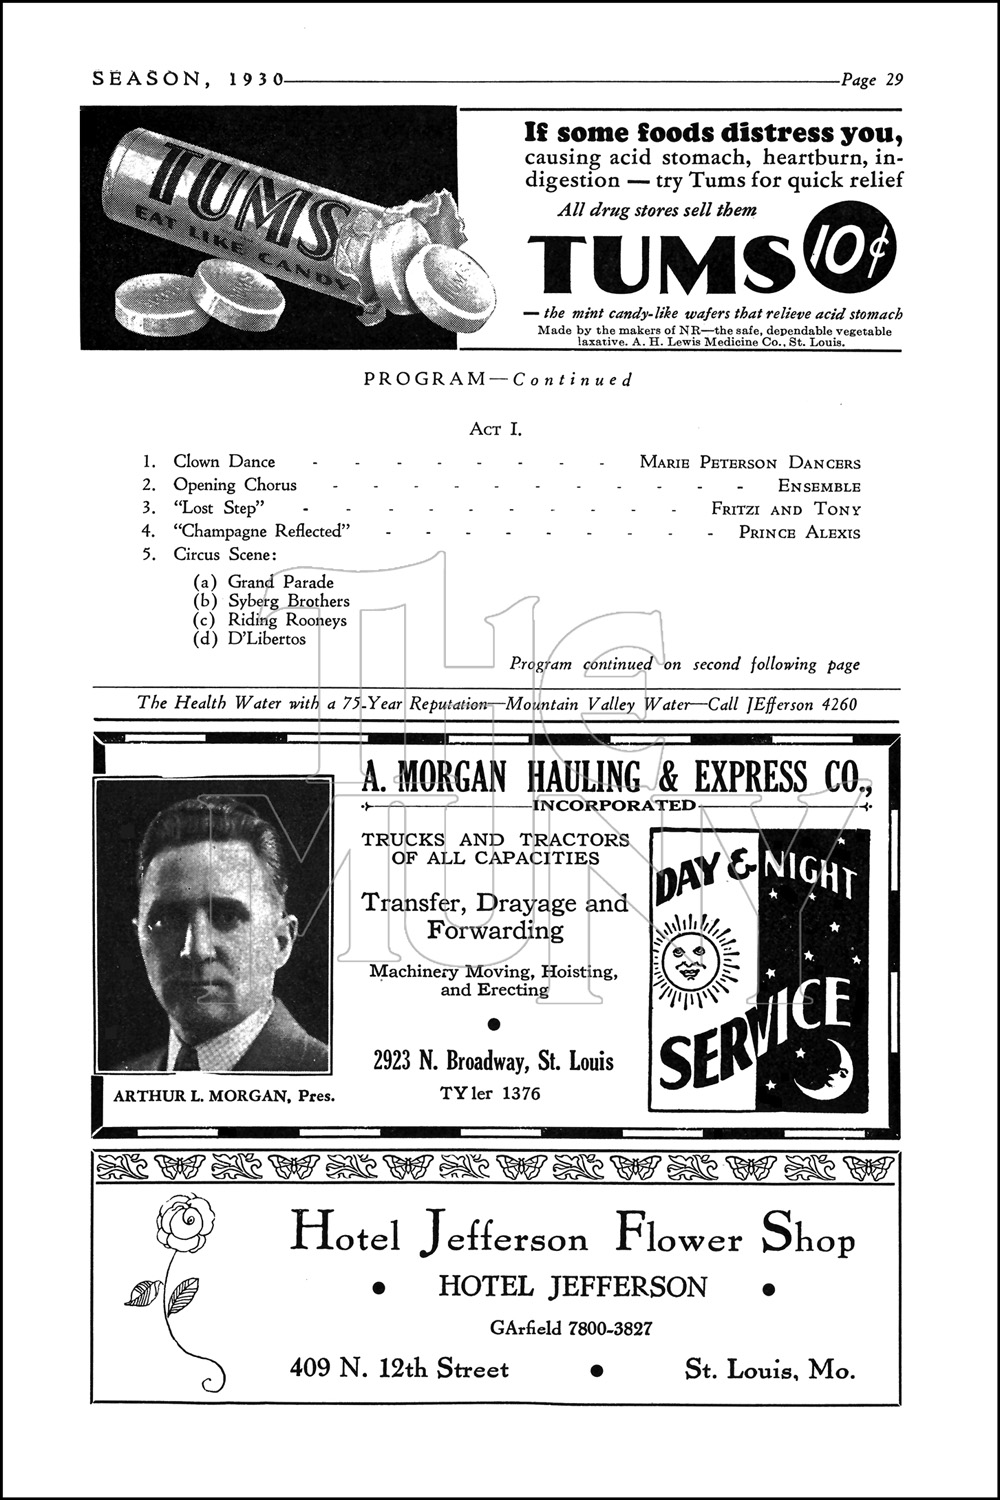 SEASON, 1930 Page 29
TUMS
EAT LIKE CANDY
If some foods distress you,
causing acid stomach, heartburn, in-
digestion — try Tums for quick relief
All drug stores sell them
TUMS 10¢
— the mint candy-like wafers that relieve acid stomach
Made by the makers of NR—the safe, dependable vegetable
laxative. A. H. Lewis Medicine Co., St. Louis.
PROGRAM—Continued
ACT I.
1. Clown Dance - - - - - - - - MARIE PETERSON DANCERS
2. Opening Chorus - - - - - - - - - - - ENSEMBLE
3. “Lost Step” - - - - - - - - - - FRITZI AND TONY
4. “Champagne Reflected” - - - - - - - - - PRINCE ALEXIS
5. Circus Scene:
(a) Grand Parade
(b) Syberg Brothers
(c) Riding Rooneys
(d) D’Libertos
Program continued on second following page
The Health Water with a 75-Year Reputation—Mountain Valley Water—Call JEfferson 4260
A. MORGAN HAULING & EXPRESS CO.,
INCORPORATED
TRUCKS AND TRACTORS
OF ALL CAPACITIES
Transfer, Drayage and
Forwarding
Machinery Moving, Hoisting,
and Erecting
2923 N. Broadway, St. Louis
TYler 1376
ARTHUR L. MORGAN, Pres.
DAY & NIGHT
SERVICE
THE
MUNY
Hotel Jefferson Flower Shop
• HOTEL JEFFERSON •
GArfield 7800-3827
409 N. 12th Street • St. Louis, Mo.